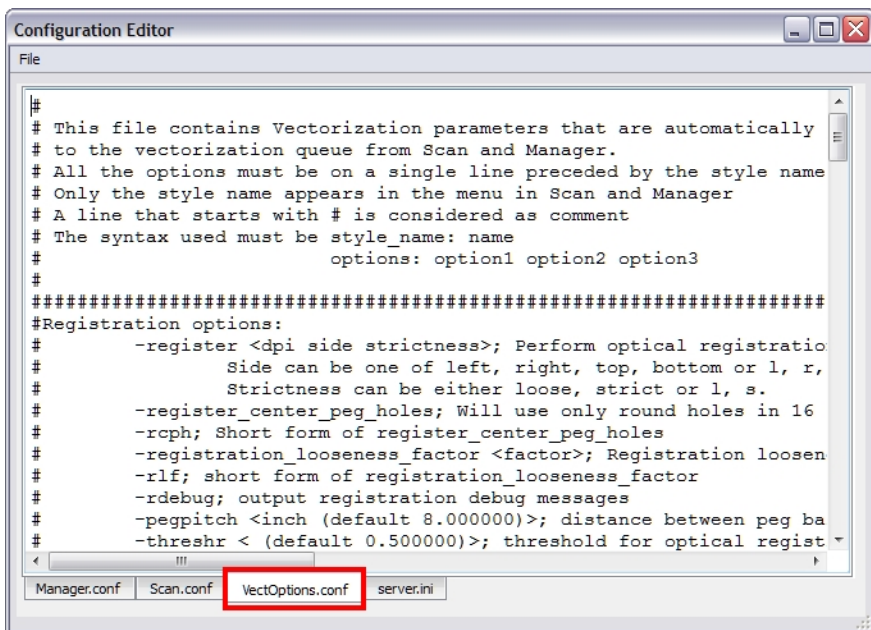 Configuration Editor
File
#
# This file contains Vectorization parameters that are automatically
# to the vectorization queue from Scan and Manager.
# All the options must be on a single line preceded by the style name
# Only the style name appears in the menu in Scan and Manager
# A line that starts with # is considered as comment
# The syntax used must be style_name: name
#                          options: option1 option2 option3
#
#####################################################################
#Registration options:
#        -register <dpi side strictness>; Perform optical registratio
#                Side can be one of left, right, top, bottom or l, r,
#                Strictness can be either loose, strict or l, s.
#        -register_center_peg_holes; Will use only round holes in 16
#        -rcph; Short form of register_center_peg_holes
#        -registration_looseness_factor <factor>; Registration loosen
#        -rlf; short form of registration_looseness_factor
#        -rdebug; output registration debug messages
#        -pegpitch <inch (default 8.000000)>; distance between peg ba
#        -threshr < (default 0.500000)>; threshold for optical regist
Manager.conf Scan.conf VectOptions.conf server.ini